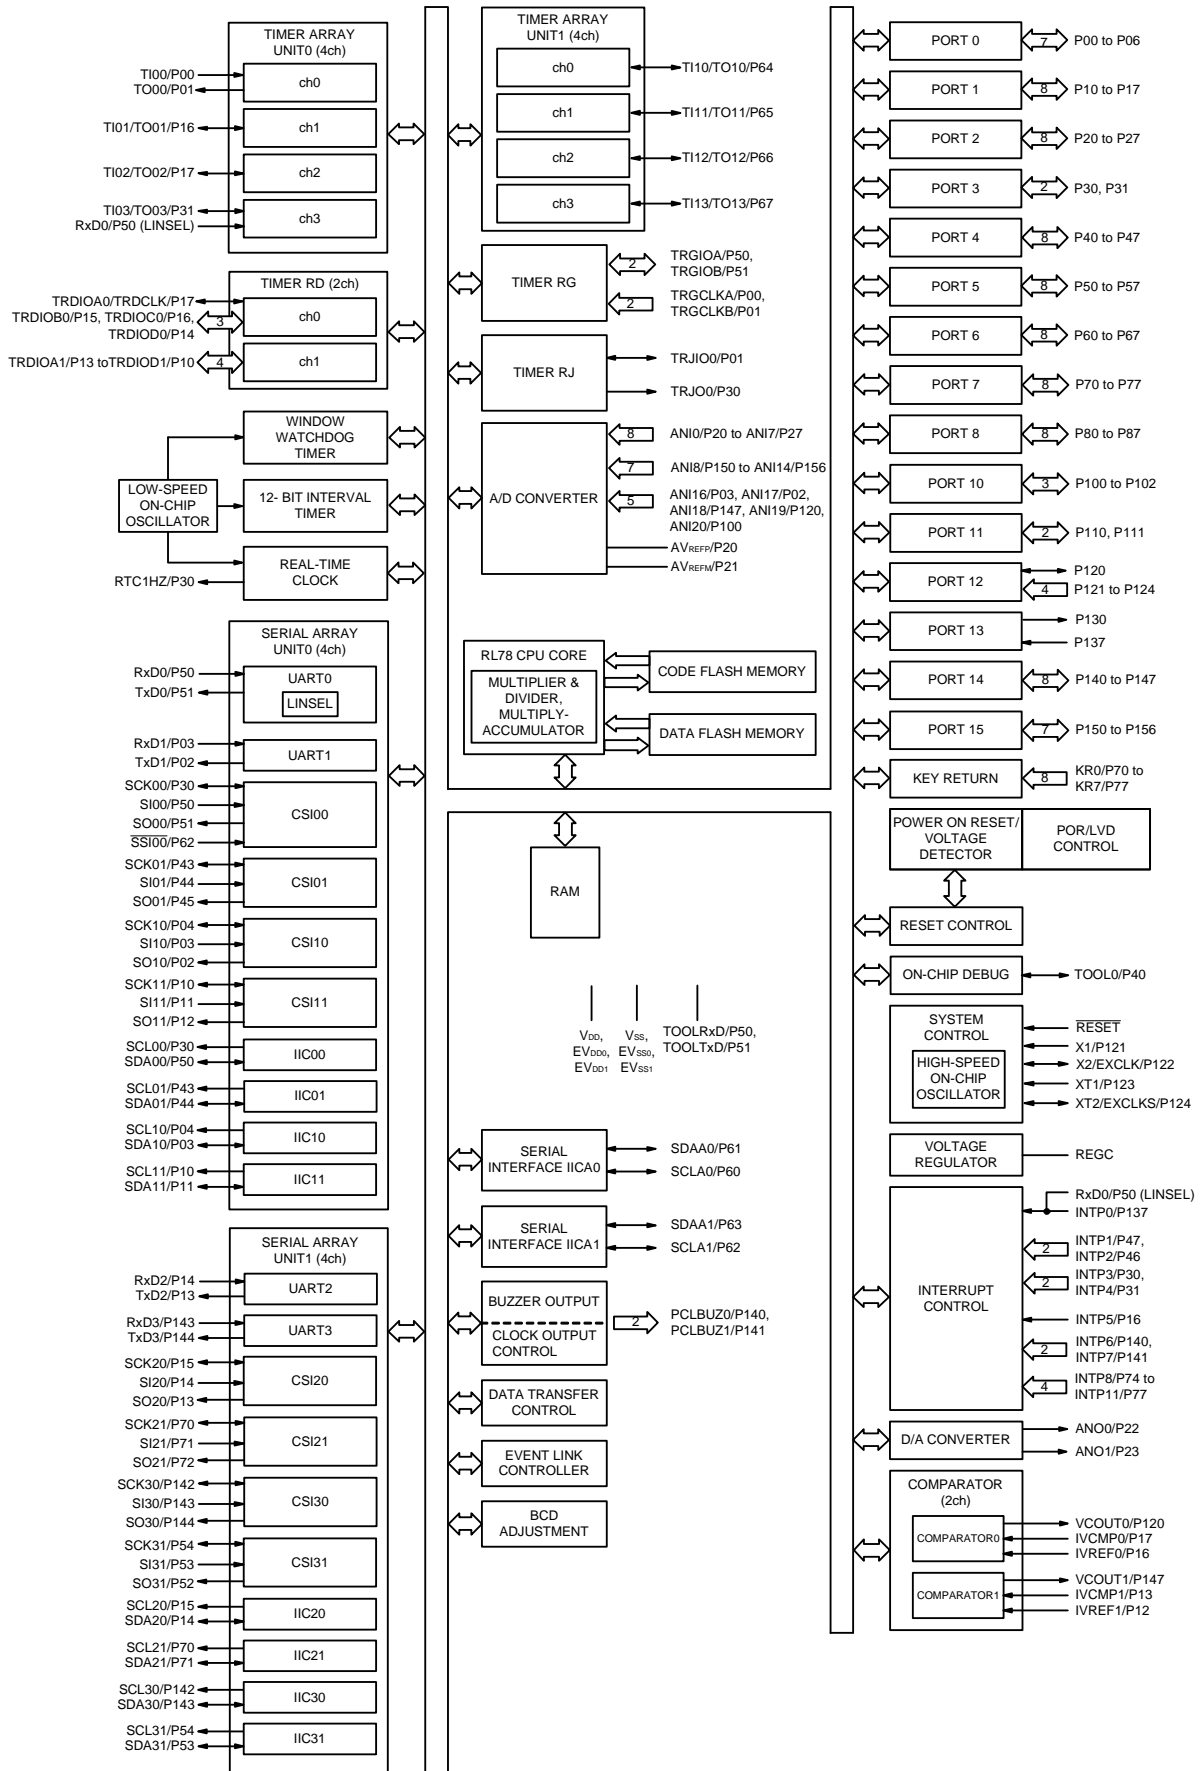 TIMER ARRAY
UNIT0 (4ch)
TI00/P00
TO00/P01
ch0
TI01/TO01/P16
ch1
TI02/TO02/P17
ch2
TI03/TO03/P31
RxD0/P50 (LINSEL)
ch3
TIMER RD (2ch)
TRDIOA0/TRDCLK/P17
TRDIOB0/P15, TRDIOC0/P16,
TRDIOD0/P14
3
ch0
TRDIOA1/P13 toTRDIOD1/P10
4
ch1
WINDOW
WATCHDOG
TIMER
LOW-SPEED
ON-CHIP
OSCILLATOR
12- BIT INTERVAL
TIMER
RTC1HZ/P30
REAL-TIME
CLOCK
SERIAL ARRAY
UNIT0 (4ch)
RxD0/P50
TxD0/P51
UART0
LINSEL
RxD1/P03
TxD1/P02
UART1
SCK00/P30
SI00/P50
SO00/P51
SSI00/P62
CSI00
SCK01/P43
SI01/P44
SO01/P45
CSI01
SCK10/P04
SI10/P03
SO10/P02
CSI10
SCK11/P10
SI11/P11
SO11/P12
CSI11
SCL00/P30
SDA00/P50
IIC00
SCL01/P43
SDA01/P44
IIC01
SCL10/P04
SDA10/P03
IIC10
SCL11/P10
SDA11/P11
IIC11
SERIAL ARRAY
UNIT1 (4ch)
RxD2/P14
TxD2/P13
UART2
RxD3/P143
TxD3/P144
UART3
SCK20/P15
SI20/P14
SO20/P13
CSI20
SCK21/P70
SI21/P71
SO21/P72
CSI21
SCK30/P142
SI30/P143
SO30/P144
CSI30
SCK31/P54
SI31/P53
SO31/P52
CSI31
SCL20/P15
SDA20/P14
IIC20
SCL21/P70
SDA21/P71
IIC21
SCL30/P142
SDA30/P143
IIC30
SCL31/P54
SDA31/P53
IIC31
TIMER ARRAY
UNIT1 (4ch)
ch0
TI10/TO10/P64
ch1
TI11/TO11/P65
ch2
TI12/TO12/P66
ch3
TI13/TO13/P67
TIMER RG
2
TRGIOA/P50,
TRGIOB/P51
2
TRGCLKA/P00,
TRGCLKB/P01
TIMER RJ
TRJIO0/P01
TRJO0/P30
A/D CONVERTER
8
ANI0/P20 to ANI7/P27
7
ANI8/P150 to ANI14/P156
5
ANI16/P03, ANI17/P02,
ANI18/P147, ANI19/P120,
ANI20/P100
AVREFP/P20
AVREFM/P21
RL78 CPU CORE
MULTIPLIER &
DIVIDER,
MULTIPLY-
ACCUMULATOR
CODE FLASH MEMORY
DATA FLASH MEMORY
RAM
VDD,
EVDD0,
EVDD1
VSS,
EVSS0,
EVSS1
TOOLRxD/P50,
TOOLTxD/P51
SERIAL
INTERFACE IICA0
SDAA0/P61
SCLA0/P60
SERIAL
INTERFACE IICA1
SDAA1/P63
SCLA1/P62
BUZZER OUTPUT
CLOCK OUTPUT
CONTROL
2
PCLBUZ0/P140,
PCLBUZ1/P141
DATA TRANSFER
CONTROL
EVENT LINK
CONTROLLER
BCD
ADJUSTMENT
PORT 0
7
P00 to P06
PORT 1
8
P10 to P17
PORT 2
8
P20 to P27
PORT 3
2
P30, P31
PORT 4
8
P40 to P47
PORT 5
8
P50 to P57
PORT 6
8
P60 to P67
PORT 7
8
P70 to P77
PORT 8
8
P80 to P87
PORT 10
3
P100 to P102
PORT 11
2
P110, P111
PORT 12
P120
4
P121 to P124
PORT 13
P130
P137
PORT 14
8
P140 to P147
PORT 15
7
P150 to P156
KEY RETURN
8
KR0/P70 to
KR7/P77
POWER ON RESET/
VOLTAGE
DETECTOR
POR/LVD
CONTROL
RESET CONTROL
ON-CHIP DEBUG
TOOL0/P40
SYSTEM
CONTROL
HIGH-SPEED
ON-CHIP
OSCILLATOR
RESET
X1/P121
X2/EXCLK/P122
XT1/P123
XT2/EXCLKS/P124
VOLTAGE
REGULATOR
REGC
INTERRUPT
CONTROL
RxD0/P50 (LINSEL)
INTP0/P137
2
INTP1/P47,
INTP2/P46
2
INTP3/P30,
INTP4/P31
INTP5/P16
2
INTP6/P140,
INTP7/P141
4
INTP8/P74 to
INTP11/P77
D/A CONVERTER
ANO0/P22
ANO1/P23
COMPARATOR
(2ch)
COMPARATOR0
VCOUT0/P120
IVCMP0/P17
IVREF0/P16
COMPARATOR1
VCOUT1/P147
IVCMP1/P13
IVREF1/P12